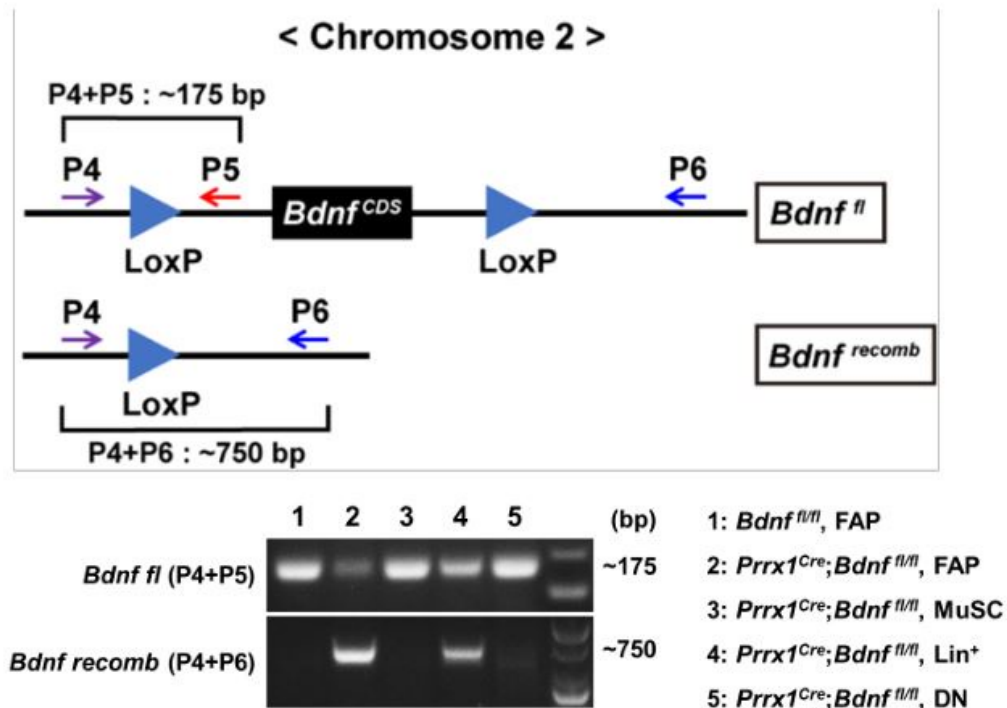 < Chromosome 2 >
P4+P5 : ~175 bp
P4 P5 P6
Bdnf CDS Bdnf fl
LoxP LoxP
P4 P6
Bdnf recomb
LoxP
P4+P6 : ~750 bp
1 2 3 4 5 (bp)
Bdnf fl (P4+P5) ~175
Bdnf recomb (P4+P6) ~750
1: Bdnf fl/fl, FAP
2: Prrx1Cre;Bdnf fl/fl, FAP
3: Prrx1Cre;Bdnf fl/fl, MuSC
4: Prrx1Cre;Bdnf fl/fl, Lin+
5: Prrx1Cre;Bdnf fl/fl, DN